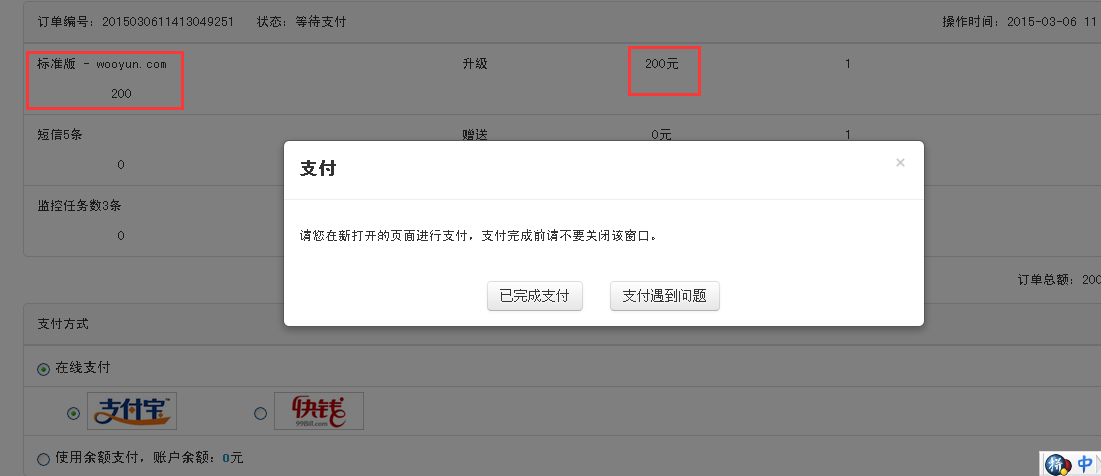 订单编号：2015030611413049251 状态：等待支付 操作时间：2015-03-06 11
标准版 - wooyun.com 升级 200元 1
200
短信5条 赠送 0元 1
0
支付 ×
监控任务数3条
请您在新打开的页面进行支付，支付完成前请不要关闭该窗口。
0
订单总额：200
已完成支付 支付遇到问题
支付方式
在线支付
支付宝 快钱
99Bill.com
使用余额支付，账户余额：0元
中